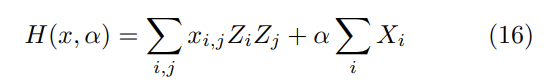 H(x, α) = ∑_{i,j} x_{i,j} Z_i Z_j + α ∑_i X_i (16)